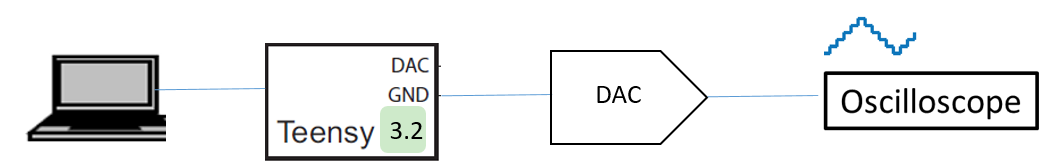 DAC
GND
Teensy 3.2
DAC
Oscilloscope